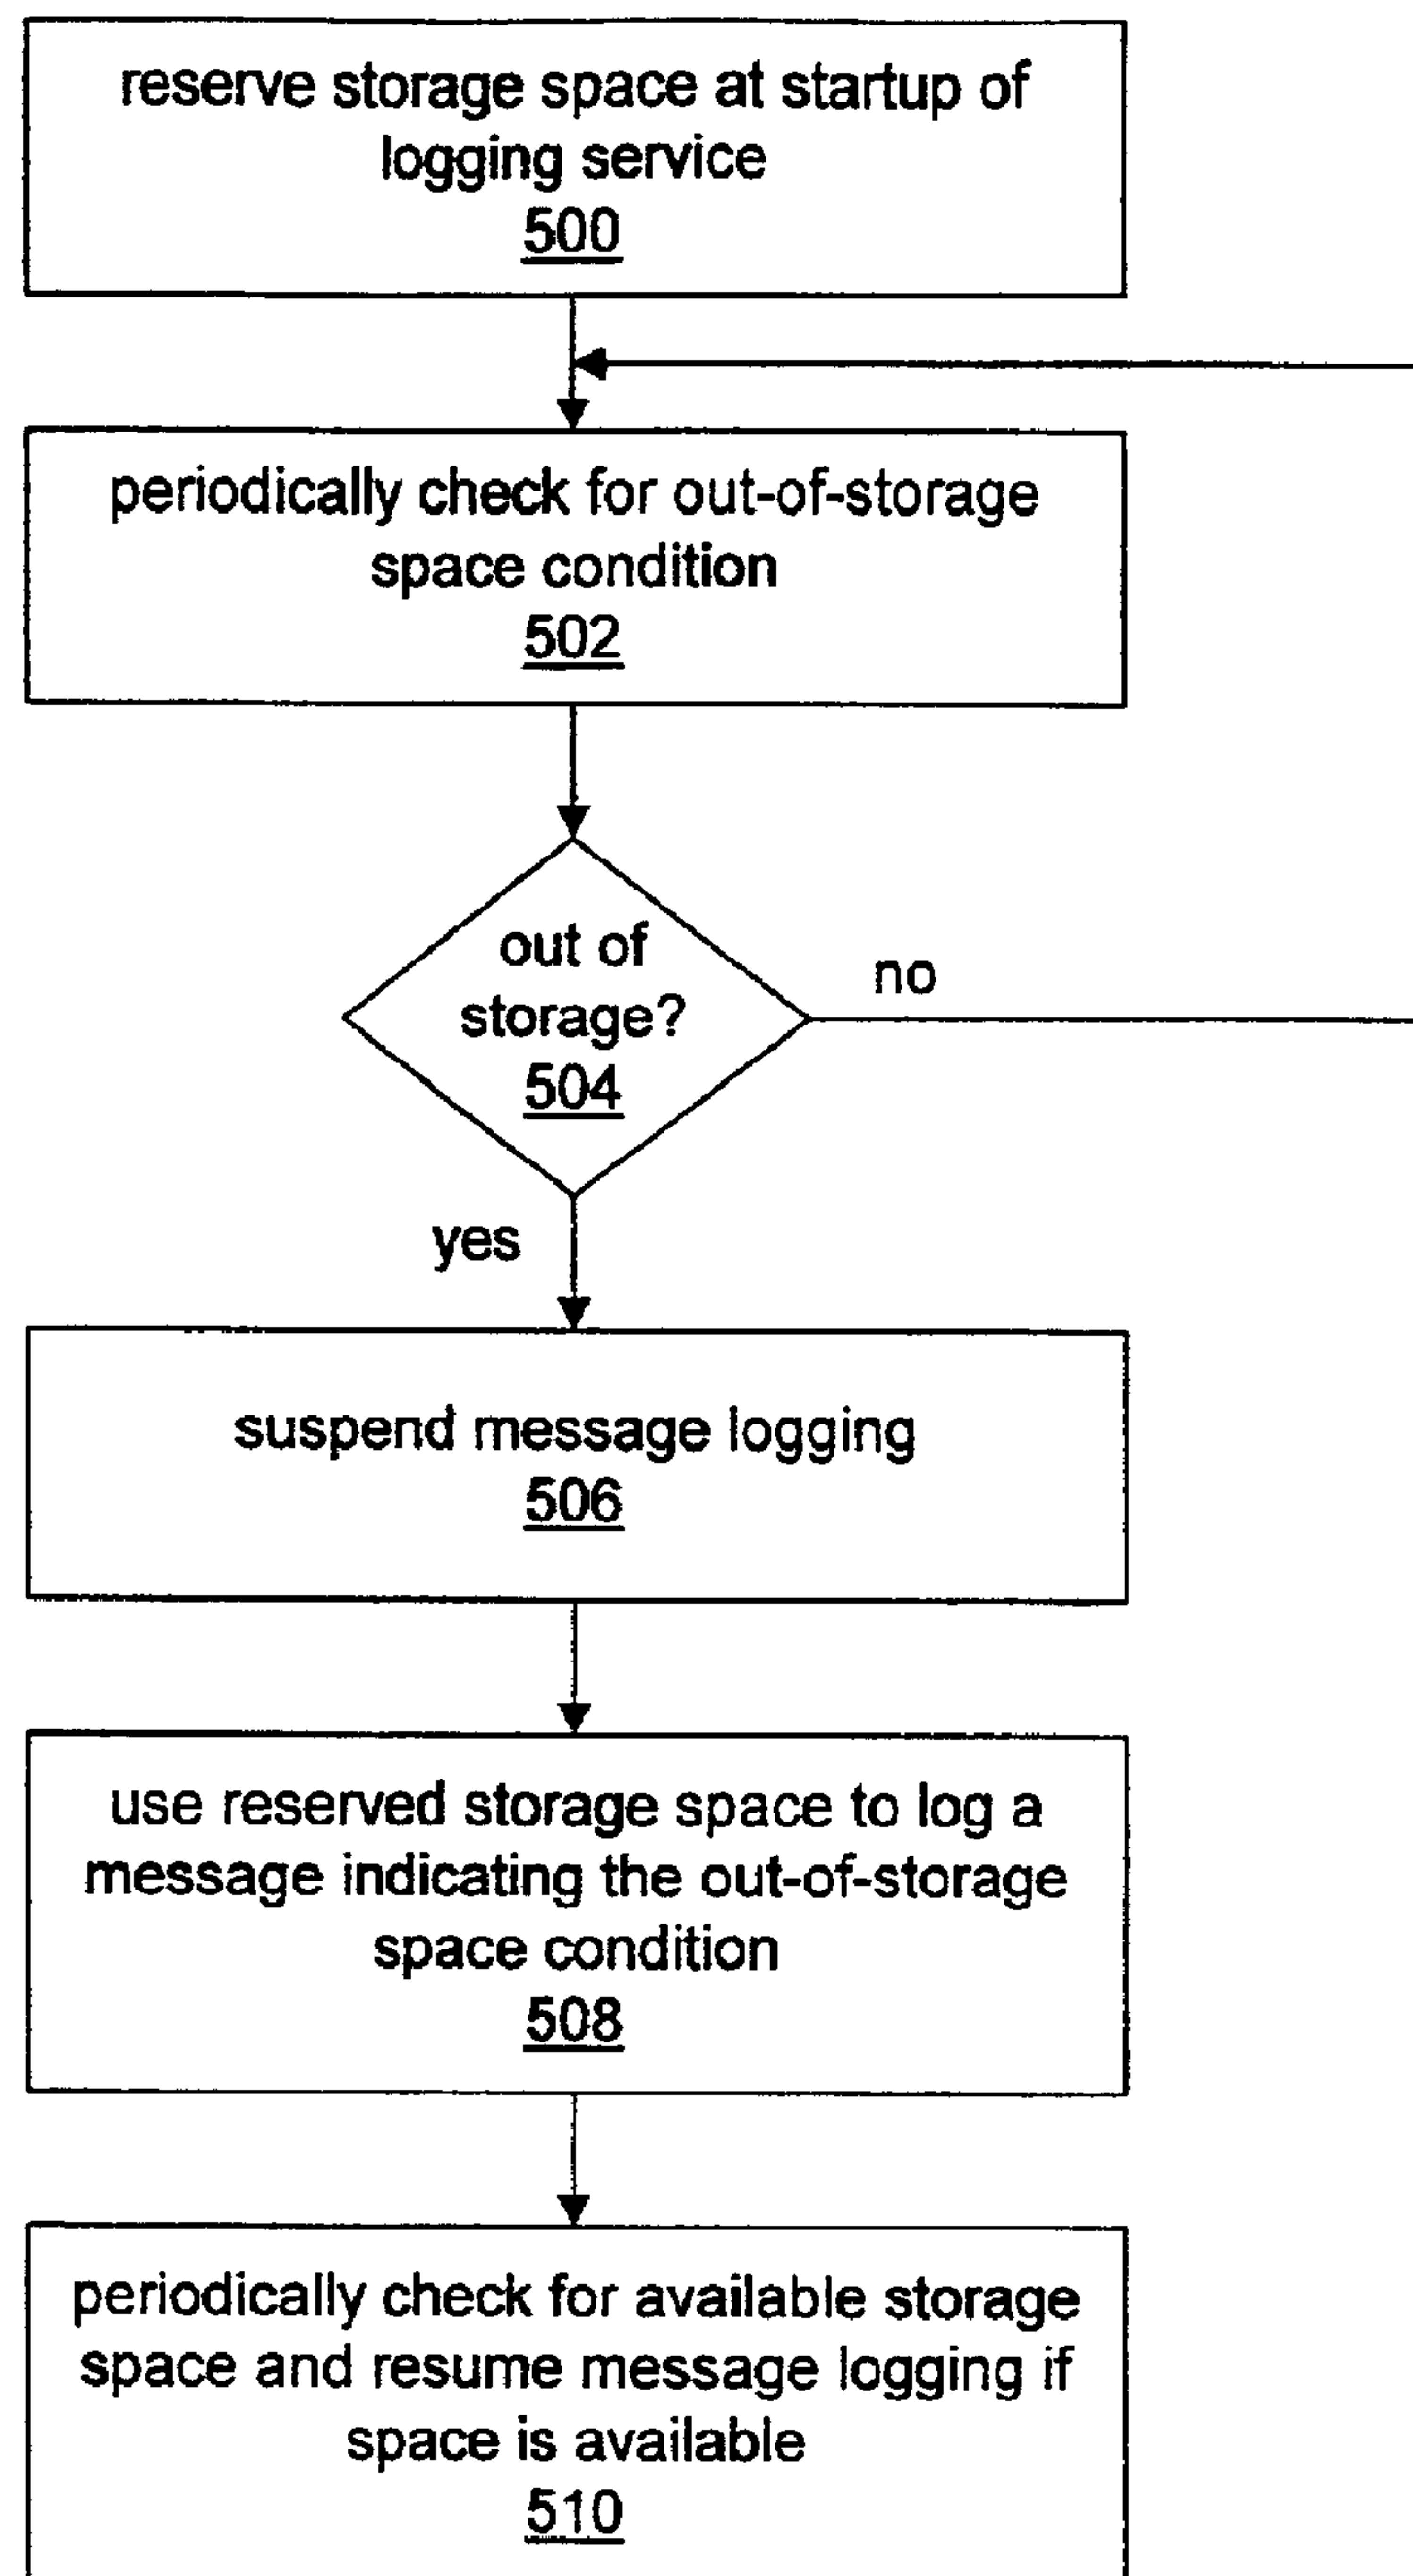 reserve storage space at startup of
logging service
500
periodically check for out-of-storage
space condition
502
out of
storage?
504
no
yes
suspend message logging
506
use reserved storage space to log a
message indicating the out-of-storage
space condition
508
periodically check for available storage
space and resume message logging if
space is available
510